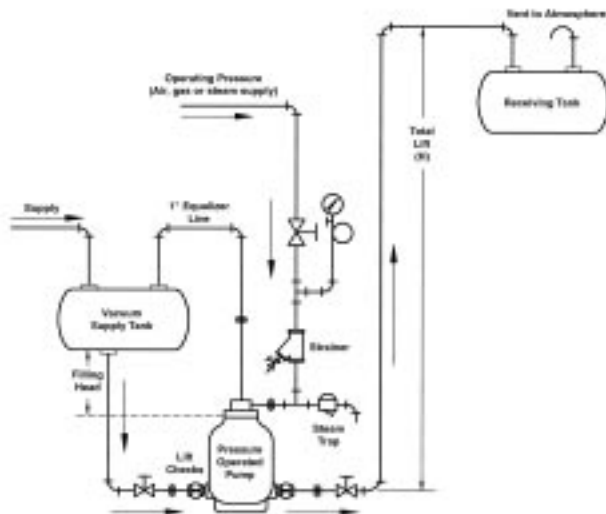 Vent to Atmosphere
Operating Pressure
(Air, gas or steam supply)
Receiving Tank
Total
Lift
(ft)
Supply
1" Equalizer
Line
Vacuum
Supply Tank
Filling
Head
Strainer
Steam
Trap
Lift
Checks
Pressure
Operated
Pump